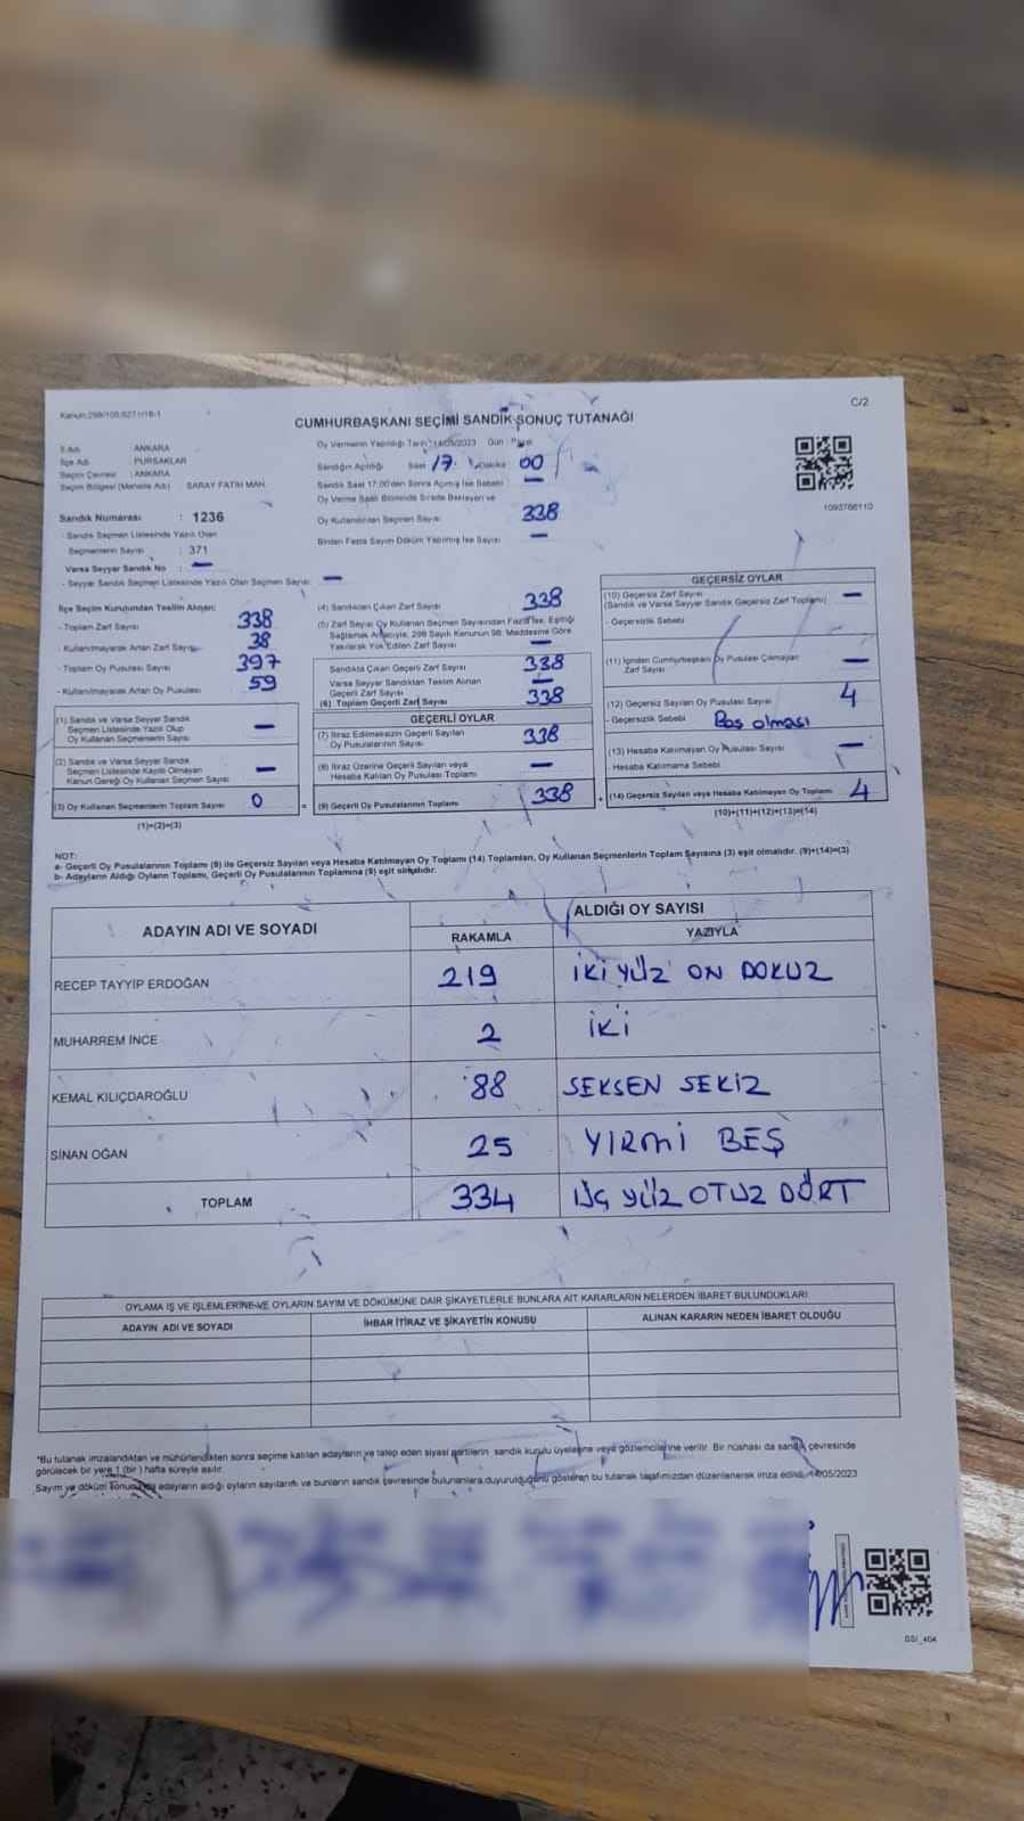 Kanun:298/105,6271/18-1
C/2
CUMHURBAŞKANI SEÇİMİ SANDIK SONUÇ TUTANAĞI
İl Adı : ANKARA
İlçe Adı : PURSAKLAR
Seçim Çevresi : ANKARA
Seçim Bölgesi (Mahalle Adı) SARAY FATİH MAH.
Sandık Numarası : 1236
- Sandık Seçmen Listesinde Yazılı Olan
Seçmenlerin Sayısı : 371
Varsa Seyyar Sandık No : —
- Seyyar Sandık Seçmen Listesinde Yazılı Olan Seçmen Sayısı : —
Oy Vermenin Yapıldığı Tarih : 14/05/2023 Gün : Pazar
Sandığın Açıldığı Saat 17 Dakika 00
Sandık Saat 17:00'den Sonra Açılmış İse Sebebi —
Oy Verme Saati Bitiminde Sırada Bekleyen ve
Oy Kullandırılan Seçmen Sayısı 338
Birden Fazla Sayım Döküm Yapılmış İse Sayısı —
1093766110
İlçe Seçim Kurulundan Teslim Alınan:
- Toplam Zarf Sayısı 338
- Kullanılmayarak Artan Zarf Sayısı 38
- Toplam Oy Pusulası Sayısı 397
- Kullanılmayarak Artan Oy Pusulası 59
(1) Sandık ve Varsa Seyyar Sandık
Seçmen Listesinde Yazılı Olup
Oy Kullanan Seçmenlerin Sayısı —
(2) Sandık ve Varsa Seyyar Sandık
Seçmen Listesinde Kayıtlı Olmayan
Kanun Gereği Oy Kullanan Seçmenlerin Sayısı —
(3) Oy Kullanan Seçmenlerin Toplam Sayısı 0
(1)+(2)=(3)
(4) Sandıktan Çıkan Zarf Sayısı 338
(5) Zarf Sayısı Oy Kullanan Seçmen Sayısından Fazla İse, Eşitliği
Sağlamak Amacıyla, 298 Sayılı Kanunun 98. Maddesine Göre
Yakılarak Yok Edilen Zarf Sayısı —
Sandıkta Çıkan Geçerli Zarf Sayısı 338
Varsa Seyyar Sandıktan Teslim Alınan
Geçerli Zarf Sayısı —
(6) Toplam Geçerli Zarf Sayısı 338
GEÇERLİ OYLAR
(7) İtiraz Edilmeksizin Geçerli Sayılan
Oy Pusulalarının Sayısı 338
(8) İtiraz Üzerine Geçerli Sayılan veya
Hesaba Katılan Oy Pusulası Toplamı —
(9) Geçerli Oy Pusulalarının Toplamı 338
GEÇERSİZ OYLAR
(10) Geçersiz Zarf Sayısı
(Sandık ve Varsa Seyyar Sandık Geçersiz Zarf Toplamı) —
- Geçersizlik Sebebi
(11) İçinden Cumhurbaşkanı Oy Pusulası Çıkmayan
Zarf Sayısı —
(12) Geçersiz Sayılan Oy Pusulası Sayısı 4
- Geçersizlik Sebebi Boş olması
(13) Hesaba Katılmayan Oy Pusulası Sayısı —
- Hesaba Katılmama Sebebi
(14) Geçersiz Sayılan veya Hesaba Katılmayan Oy Toplamı 4
(10)+(11)+(12)+(13)=(14)
NOT:
a- Geçerli Oy Pusulalarının Toplamı (9) ile Geçersiz Sayılan veya Hesaba Katılmayan Oy Toplamı (14) Toplamları, Oy Kullanan Seçmenlerin Toplam Sayısına (3) eşit olmalıdır. (9)+(14)=(3)
b- Adayların Aldığı Oyların Toplamı, Geçerli Oy Pusulalarının Toplamına (9) eşit olmalıdır.
ADAYIN ADI VE SOYADI
ALDIĞI OY SAYISI
RAKAMLA YAZIYLA
RECEP TAYYİP ERDOĞAN 219 İKİ YÜZ ON DOKUZ
MUHARREM İNCE 2 İKİ
KEMAL KILIÇDAROĞLU 88 SEKSEN SEKİZ
SİNAN OĞAN 25 YİRMİ BEŞ
TOPLAM 334 ÜÇ YÜZ OTUZ DÖRT
OYLAMA İŞ VE İŞLEMLERİNE VE OYLARIN SAYIM VE DÖKÜMÜNE DAİR ŞİKAYETLERLE BUNLARA AİT KARARLARIN NELERDEN İBARET BULUNDUKLARI
ADAYIN ADI VE SOYADI İHBAR İTİRAZ VE ŞİKAYETİN KONUSU ALINAN KARARIN NEDEN İBARET OLDUĞU
*Bu tutanak imzalandıktan ve mühürlendikten sonra seçime katılan adayların ve talep eden siyasi partilerin sandık kurulu üyelerine veya gözlemcilerine verilir. Bir nüshası da sandık çevresinde
görülecek bir yere 1 (bir) hafta süreyle asılır.
Sayım ve döküm sonucunda adayların aldığı oyların sayılarını ve bunların sandık çevresinde bulunanlara duyurulduğunu gösteren bu tutanak tarafımızdan düzenlenerek imza edildi. 14/05/2023